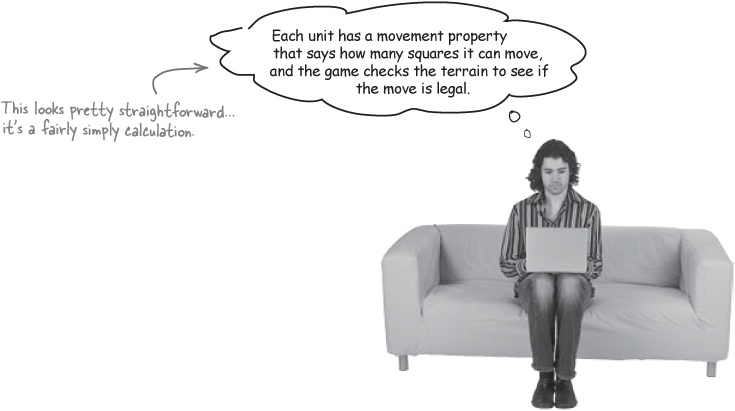 Each unit has a movement property
that says how many squares it can move,
and the game checks the terrain to see if
the move is legal.
This looks pretty straightforward...
it's a fairly simply calculation.